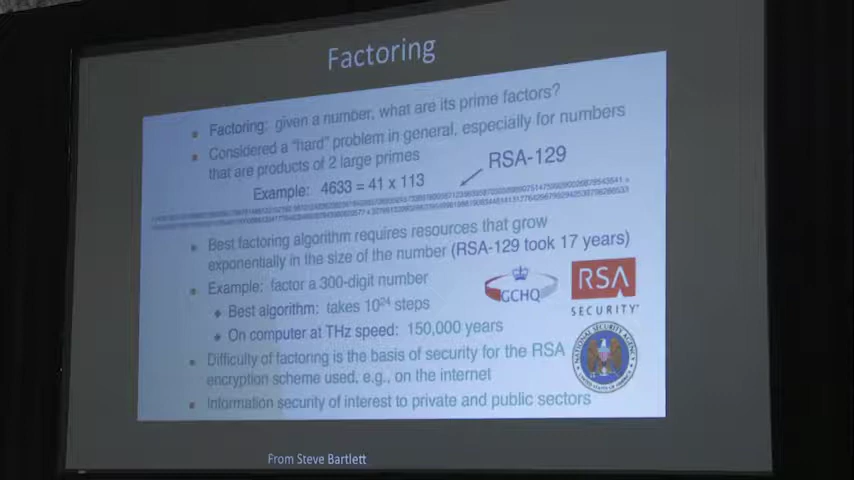 Factoring
Factoring: given a number, what are its prime factors?
Considered a "hard" problem in general, especially for numbers
that are products of 2 large primes
RSA-129
Example: 4633 = 41 x 113
Best factoring algorithm requires resources that grow
exponentially in the size of the number (RSA-129 took 17 years)
Example: factor a 300-digit number
Best algorithm: takes 10²⁴ steps
On computer at THz speed: 150,000 years
GCHQ
RSA
SECURITY
Difficulty of factoring is the basis of security for the RSA
encryption scheme used, e.g., on the internet
NATIONAL SECURITY AGENCY
Information security of interest to private and public sectors
From Steve Bartlett